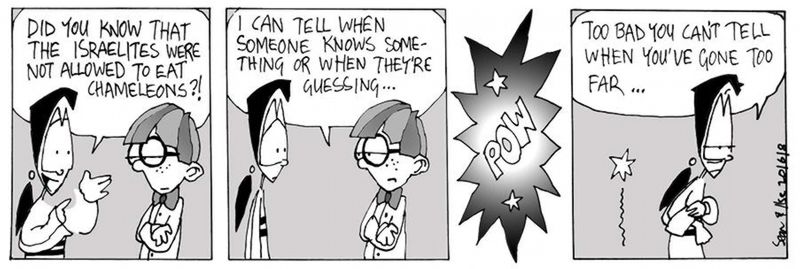 DID YOU KNOW THAT
THE ISRAELITES WERE
NOT ALLOWED TO EAT
CHAMELEONS?!
I CAN TELL WHEN
SOMEONE KNOWS SOME-
THING OR WHEN THEY'RE
GUESSING...
POW
TOO BAD YOU CAN'T TELL
WHEN YOU'VE GONE TOO
FAR...